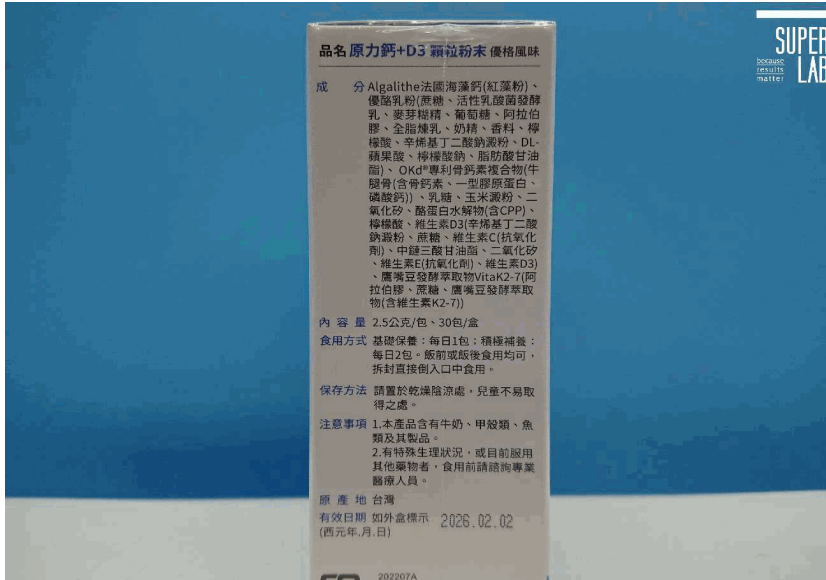 品名 原力鈣+D3 顆粒粉末 優格風味
SUPER
LAB
because
results
matter
成分 Algalithe法國海藻鈣(紅藻粉)、
優酪乳粉(蔗糖、活性乳酸菌發酵
乳、麥芽糊精、葡萄糖、阿拉伯
膠、全脂煉乳、奶精、香料、檸
檬酸、辛烯基丁二酸鈉澱粉、DL-
蘋果酸、檸檬酸鈉、脂肪酸甘油
酯)、OKd®專利骨鈣素複合物(牛
腿骨(含骨鈣素、一型膠原蛋白、
磷酸鈣))、乳糖、玉米澱粉、二
氧化矽、酪蛋白水解物(含CPP)、
檸檬酸、維生素D3(辛烯基丁二酸
鈉澱粉、蔗糖、維生素C(抗氧化
劑)、中鏈三酸甘油酯、二氧化矽
、維生素E(抗氧化劑)、維生素D3)
、鷹嘴豆發酵萃取物VitaK2-7(阿
拉伯膠、蔗糖、鷹嘴豆發酵萃取
物(含維生素K2-7))
內容量 2.5公克/包、30包/盒
食用方式 基礎保養：每日1包；積極補養：
每日2包。飯前或飯後食用均可，
拆封直接倒入口中食用。
保存方法 請置於乾燥陰涼處，兒童不易取
得之處。
注意事項 1.本產品含有牛奶、甲殼類、魚
類及其製品。
2.有特殊生理狀況，或目前服用
其他藥物者，食用前請諮詢專業
醫療人員。
原產地 台灣
有效日期 如外盒標示 2026.02.02
(西元年.月.日)
202207A